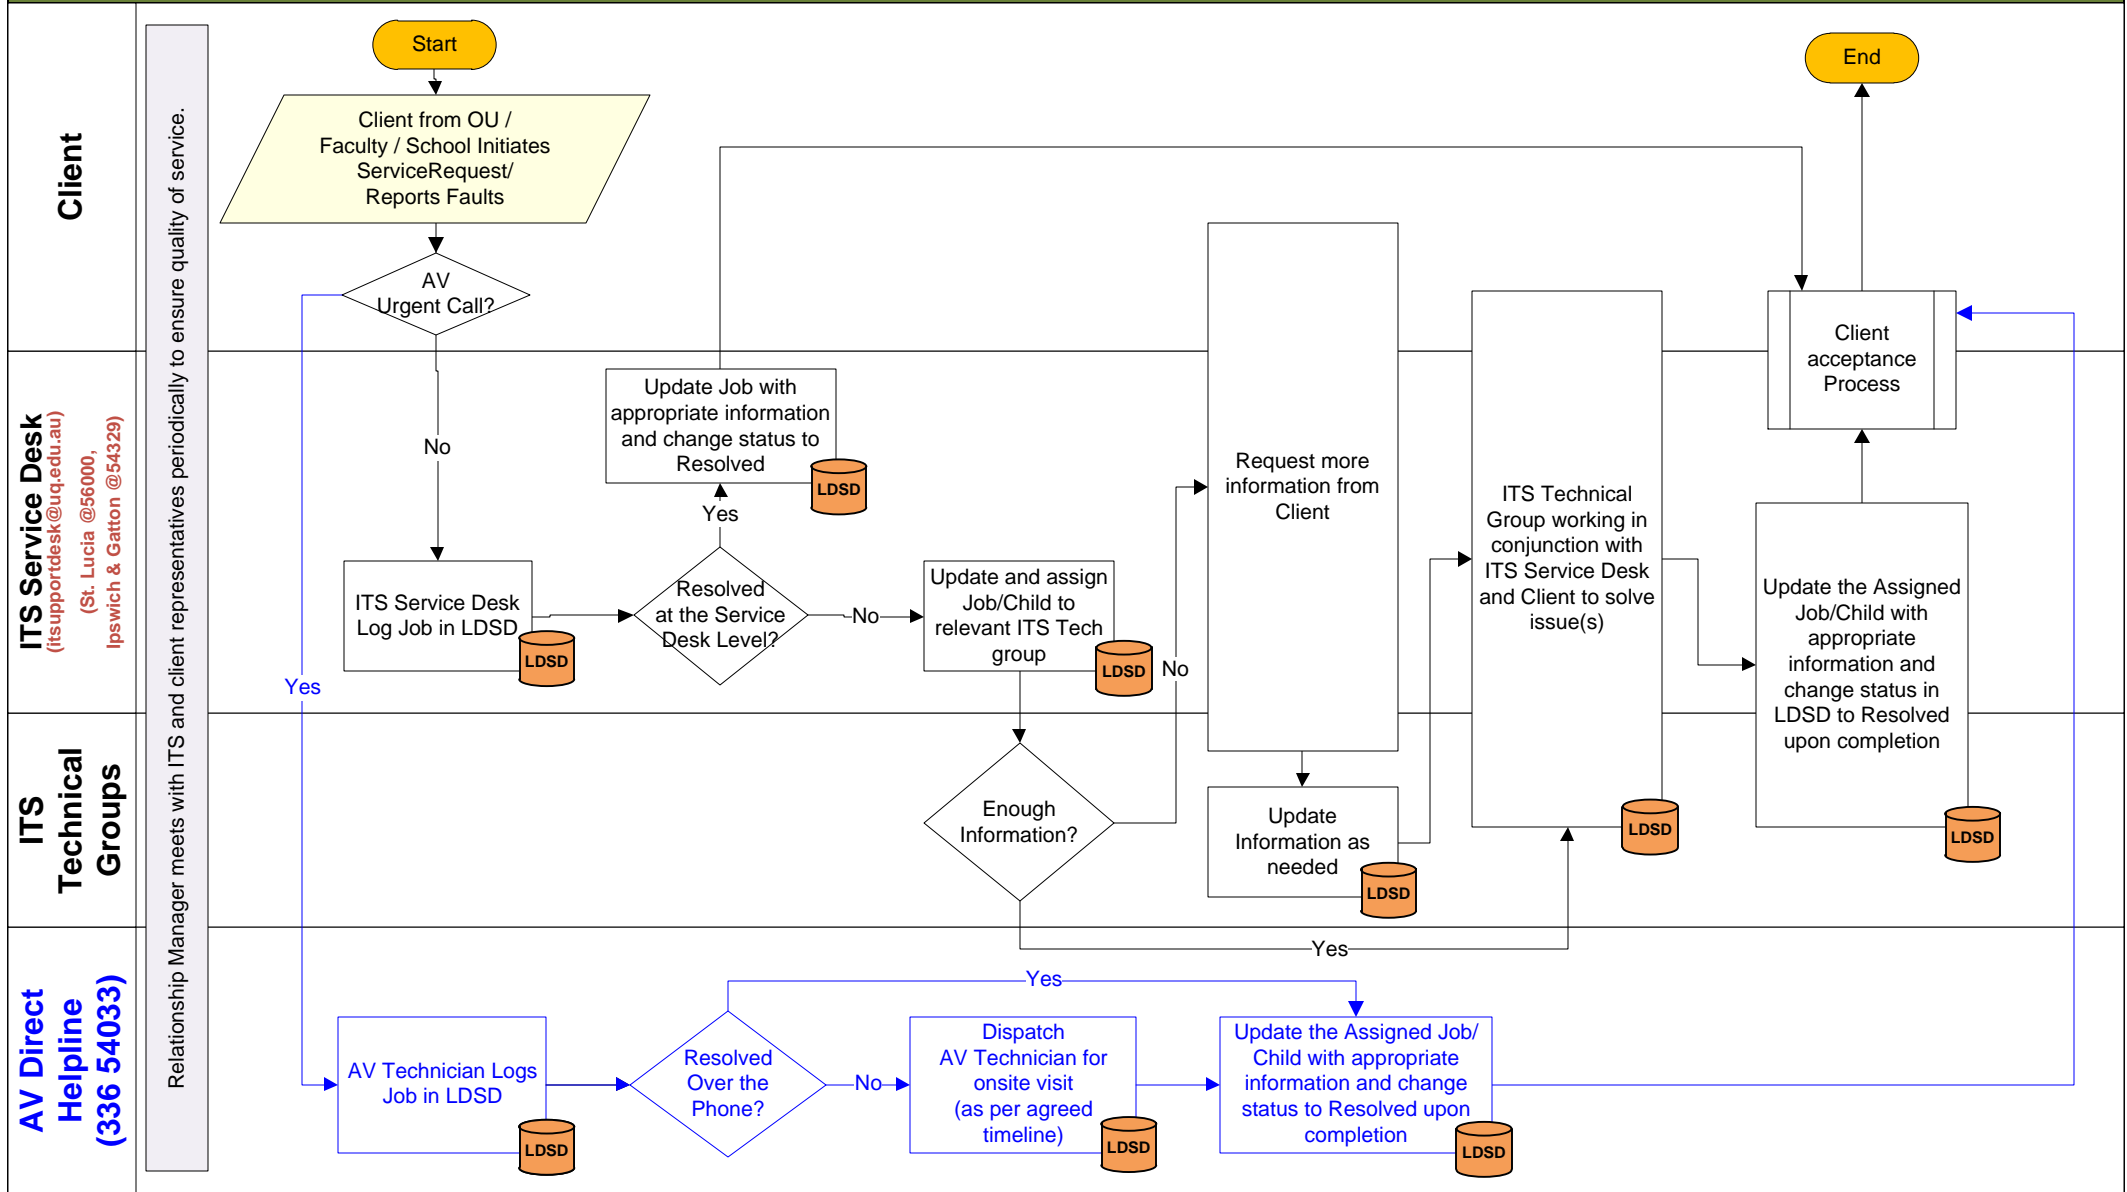 Client
Relationship Manager meets with ITS and client representatives periodically to ensure quality of service.
Start
Client from OU /
Faculty / School Initiates
ServiceRequest/
Reports Faults
AV
Urgent Call?
No
Yes
End
Client
acceptance
Process
ITS Service Desk
(itsupportdesk@uq.edu.au)
(St. Lucia @56000,
Ipswich & Gatton @54329)
Update Job with
appropriate information
and change status to
Resolved
LDSD
Yes
ITS Service Desk
Log Job in LDSD
LDSD
Resolved
at the Service
Desk Level?
No
Update and assign
Job/Child to
relevant ITS Tech
group
LDSD
No
Request more
information from
Client
ITS Technical
Group working in
conjunction with
ITS Service Desk
and Client to solve
issue(s)
LDSD
Update the Assigned
Job/Child with
appropriate
information and
change status in
LDSD to Resolved
upon completion
LDSD
ITS
Technical
Groups
Enough
Information?
Update
Information as
needed
LDSD
Yes
AV Direct
Helpline
(336 54033)
AV Technician Logs
Job in LDSD
LDSD
Resolved
Over the
Phone?
Yes
No
Dispatch
AV Technician for
onsite visit
(as per agreed
timeline)
LDSD
Update the Assigned Job/
Child with appropriate
information and change
status to Resolved upon
completion
LDSD